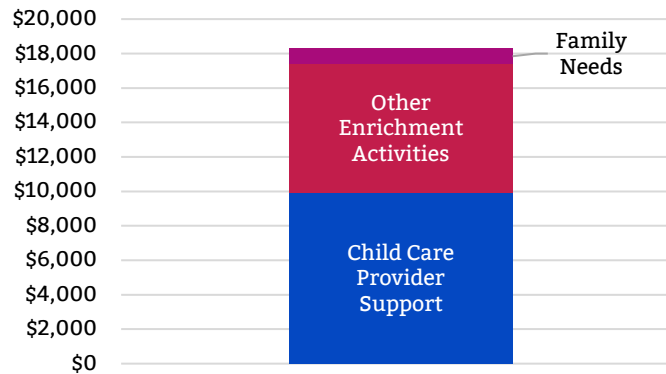 $20,000
$18,000
$16,000
$14,000
$12,000
$10,000
$8,000
$6,000
$4,000
$2,000
$0
Family
Needs
Other
Enrichment
Activities
Child Care
Provider
Support